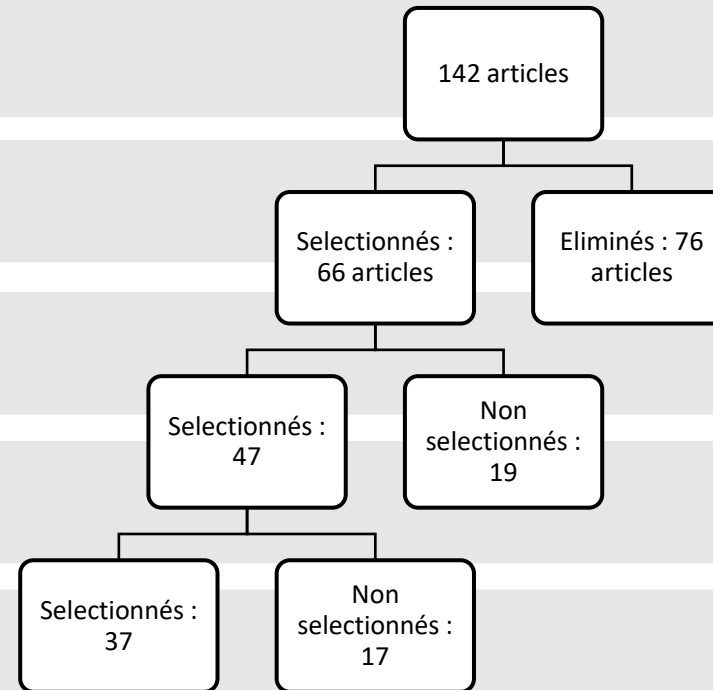 142 articles
Selectionnés :
66 articles
Eliminés : 76
articles
Selectionnés :
47
Non
selectionnés :
19
Selectionnés :
37
Non
selectionnés :
17